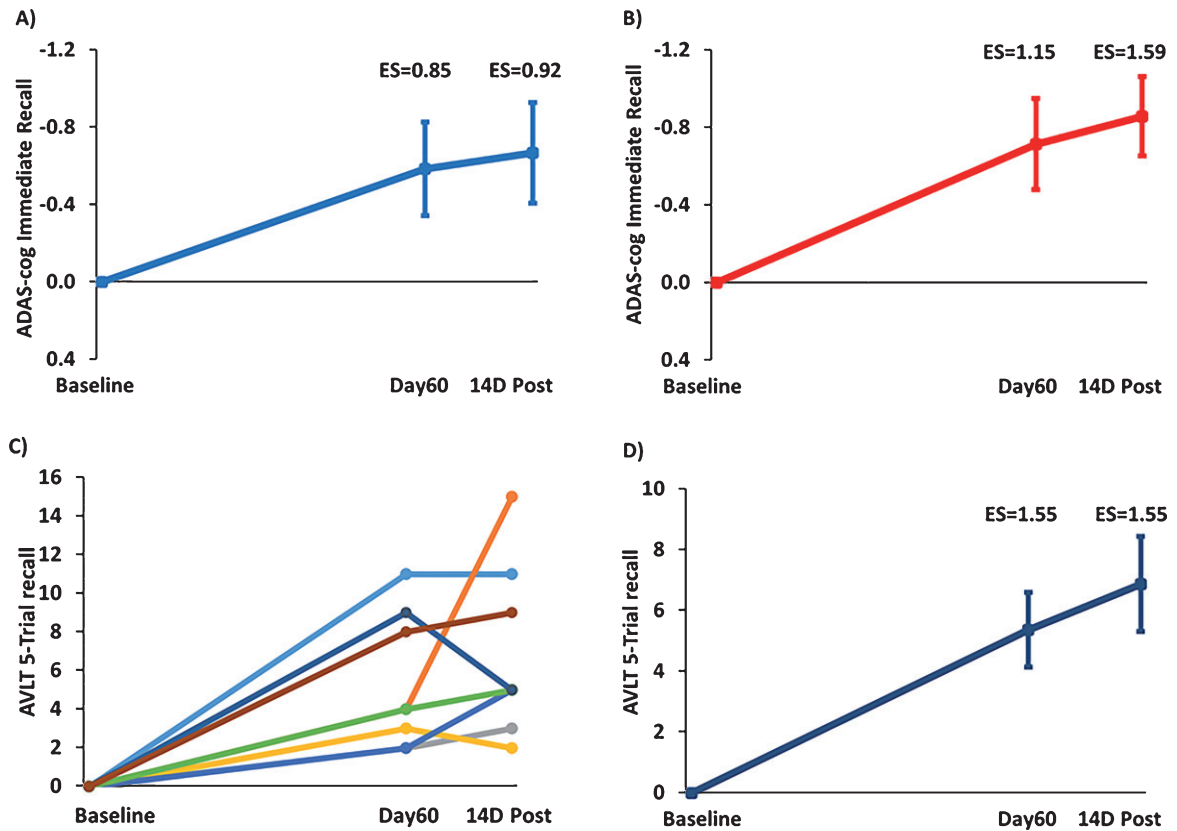 A)
ADAS-cog Immediate Recall
-1.2
-0.8
-0.4
0.0
0.4
ES=0.85 ES=0.92
Baseline Day60 14D Post
B)
ADAS-cog Immediate Recall
-1.2
-0.8
-0.4
0.0
0.4
ES=1.15 ES=1.59
Baseline Day60 14D Post
C)
AVLT 5-Trial recall
16
14
12
10
8
6
4
2
0
Baseline Day60 14D Post
D)
AVLT 5-Trial recall
10
8
6
4
2
0
ES=1.55 ES=1.55
Baseline Day60 14D Post